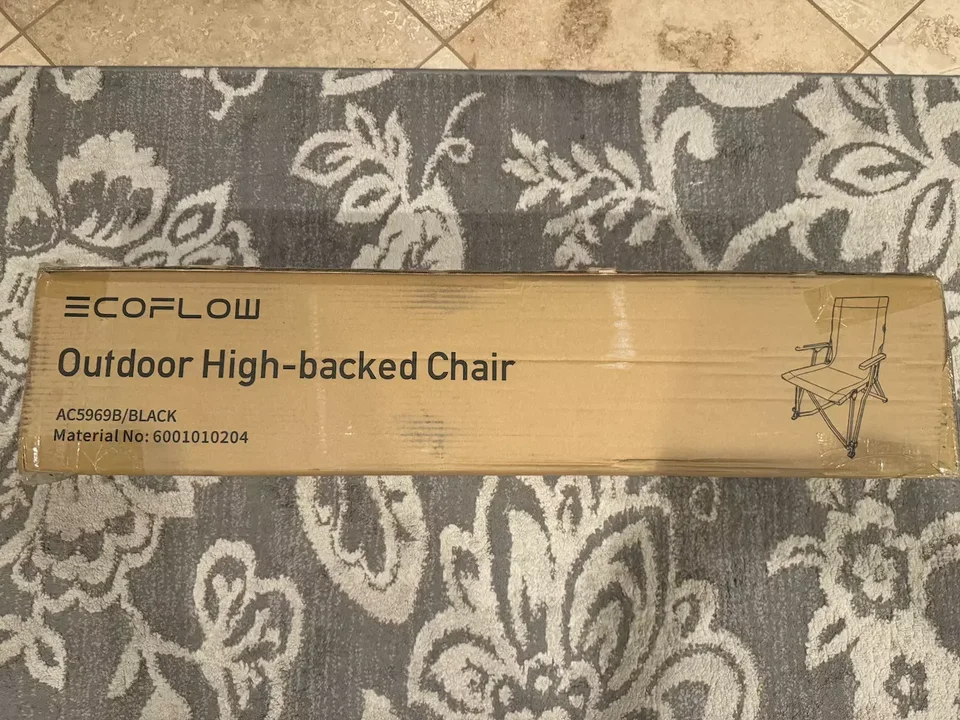 ECOFLOW
Outdoor High-backed Chair
AC5969B/BLACK
Material No: 6001010204